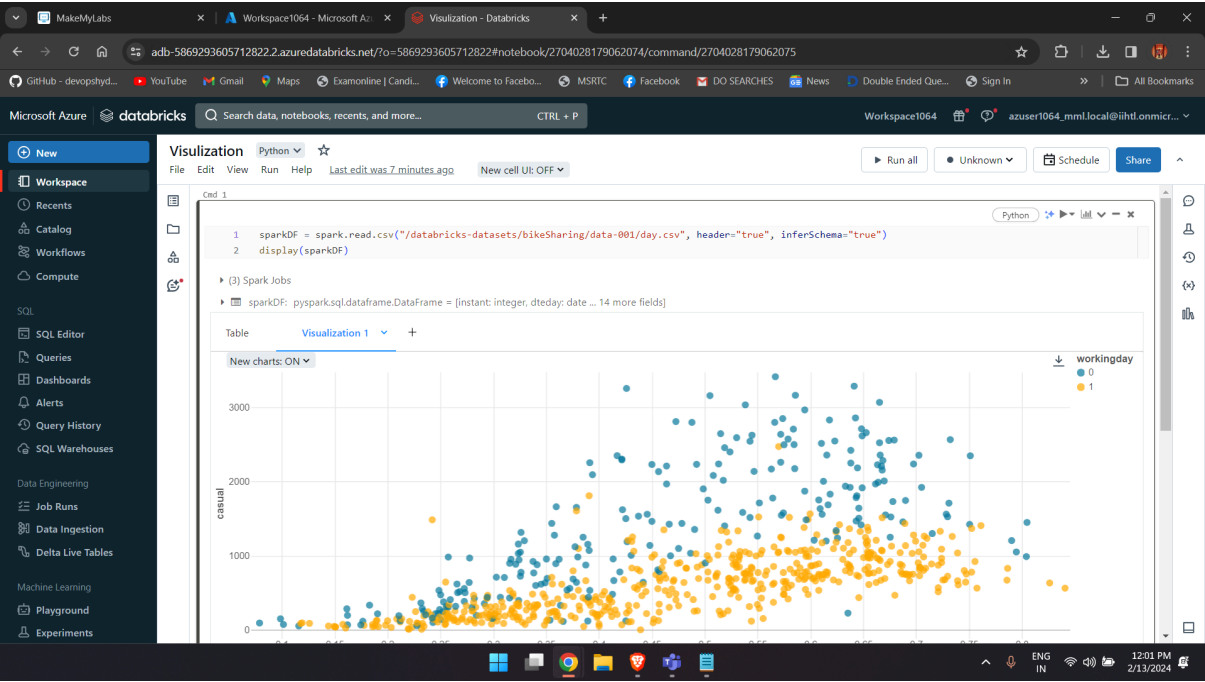 MakeMyLabs
Workspace1064 - Microsoft Azu
Visulization - Databricks
adb-5869293605712822.2.azuredatabricks.net/?o=5869293605712822#notebook/2704028179062074/command/2704028179062075
GitHub - devopshyd...
YouTube
Gmail
Maps
Examonline | Candi...
Welcome to Facebo...
MSRTC
Facebook
DO SEARCHES
News
Double Ended Que...
Sign In
»
All Bookmarks
Microsoft Azure
databricks
Search data, notebooks, recents, and more...
CTRL + P
Workspace1064
azuser1064_mml.local@iihtl.onmicr...
New
Workspace
Recents
Catalog
Workflows
Compute
SQL
SQL Editor
Queries
Dashboards
Alerts
Query History
SQL Warehouses
Data Engineering
Job Runs
Data Ingestion
Delta Live Tables
Machine Learning
Playground
Experiments
Visulization
Python
File Edit View Run Help Last edit was 7 minutes ago New cell UI: OFF
Run all
Unknown
Schedule
Share
Cmd 1
Python
1 sparkDF = spark.read.csv("/databricks-datasets/bikeSharing/data-001/day.csv", header="true", inferSchema="true")
2 display(sparkDF)
(3) Spark Jobs
sparkDF: pyspark.sql.dataframe.DataFrame = [instant: integer, dteday: date ... 14 more fields]
Table
Visualization 1
+
New charts: ON
workingday
0
1
casual
3000
2000
1000
0
ENG
IN
12:01 PM
2/13/2024